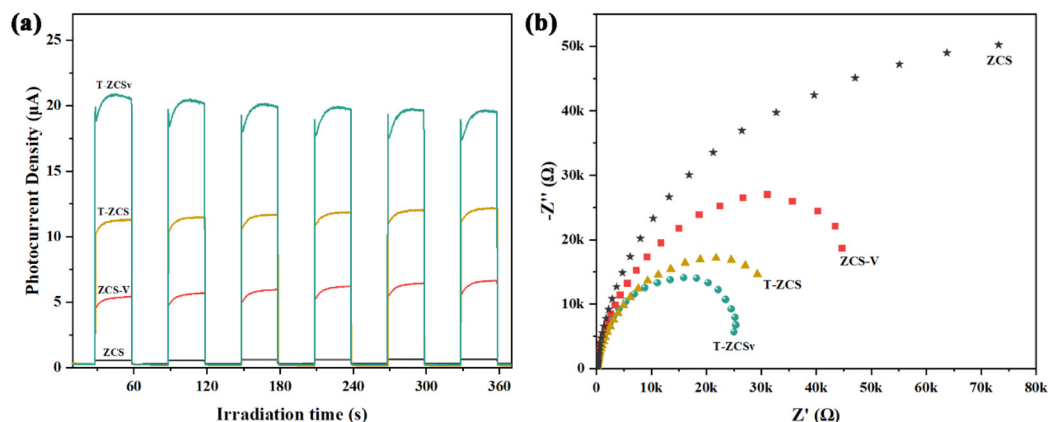 (a)
Photocurrent Density (μA)
25
20
15
10
5
0
T-ZCSv
T-ZCS
ZCS-V
ZCS
60
120
180
240
300
360
Irradiation time (s)
(b)
-Z'' (Ω)
50k
40k
30k
20k
10k
0
ZCS
ZCS-V
T-ZCS
T-ZCSv
0
10k
20k
30k
40k
50k
60k
70k
80k
Z' (Ω)